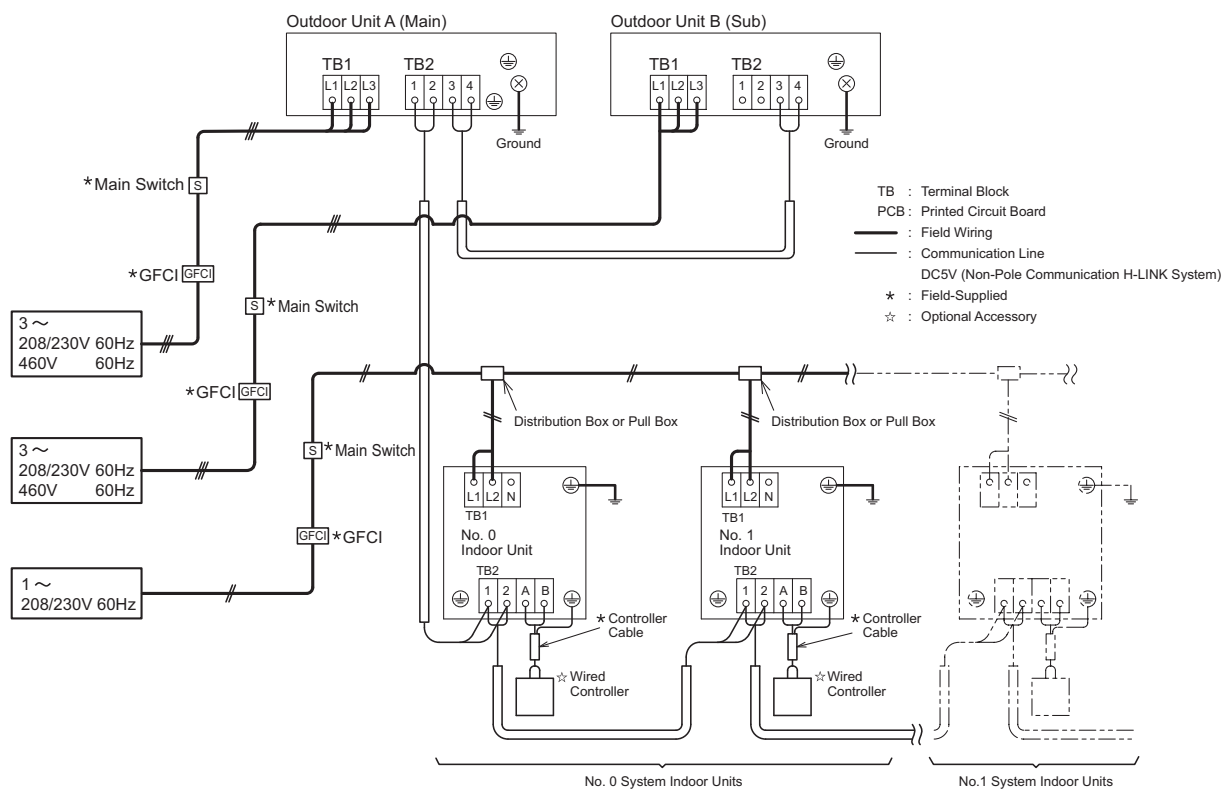 Outdoor Unit A (Main)
Outdoor Unit B (Sub)
TB1
TB2
L1 L2 L3
1 2 3 4
Ground
TB1
TB2
L1 L2 L3
1 2 3 4
Ground
*Main Switch S
*GFCI GFCI
3~
208/230V 60Hz
460V 60Hz
S *Main Switch
*GFCI GFCI
3~
208/230V 60Hz
460V 60Hz
S *Main Switch
GFCI *GFCI
1~
208/230V 60Hz
TB : Terminal Block
PCB : Printed Circuit Board
: Field Wiring
: Communication Line
DC5V (Non-Pole Communication H-LINK System)
* : Field-Supplied
☆ : Optional Accessory
Distribution Box or Pull Box
Distribution Box or Pull Box
L1 L2 N
TB1
No. 0
Indoor Unit
TB2
1 2 A B
* Controller
Cable
☆Wired
Controller
L1 L2 N
TB1
No. 1
Indoor Unit
TB2
1 2 A B
* Controller
Cable
☆Wired
Controller
No. 0 System Indoor Units
No.1 System Indoor Units